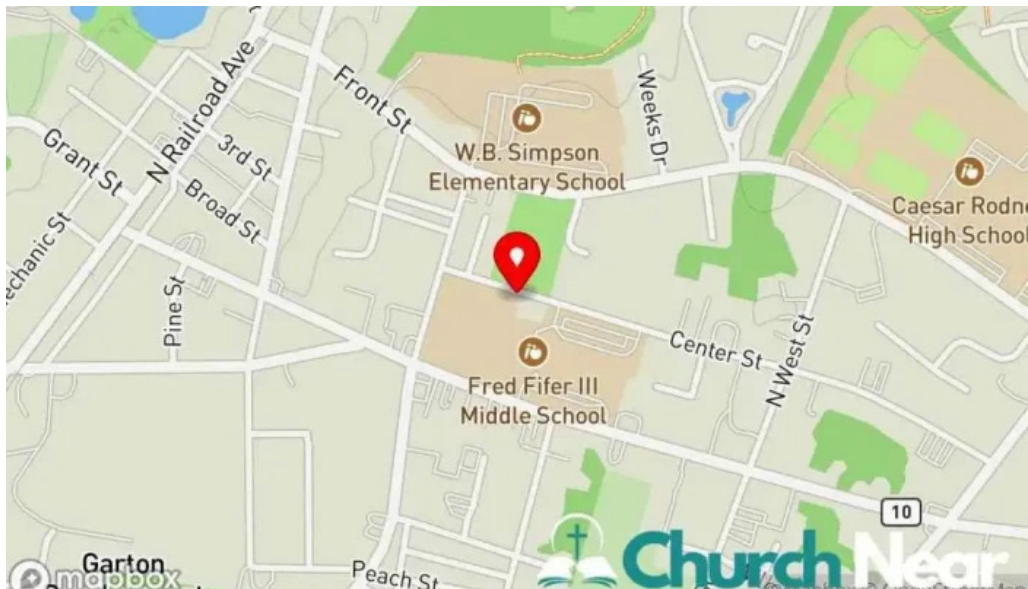 N Railroad Ave
Front St
Weeks Dr
3rd St
Grant St
Broad St
W.B. Simpson
Elementary School
Caesar Rodne
High School
echanic St
Pine St
Center St
N West St
Fred Fifer III
Middle School
10
Garton
Peach St
Church Near
mapbox